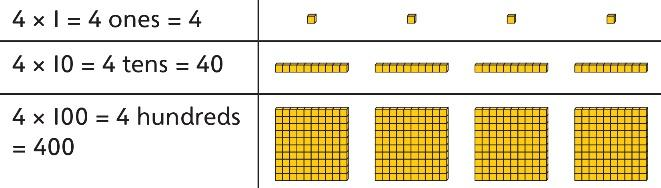 4 × 1 = 4 ones = 4
4 × 10 = 4 tens = 40
4 × 100 = 4 hundreds
= 400